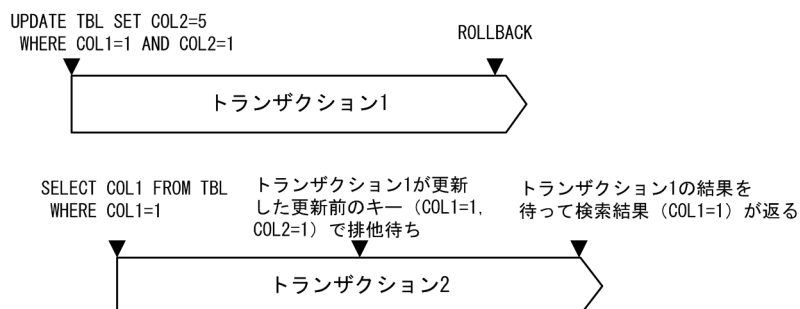 UPDATE TBL SET COL2=5
WHERE COL1=1 AND COL2=1
ROLLBACK
トランザクション1
SELECT COL1 FROM TBL
WHERE COL1=1
トランザクション1が更新
した更新前のキー（COL1=1,
COL2=1）で排他待ち
トランザクション1の結果を
待って検索結果（COL1=1）が返る
トランザクション2